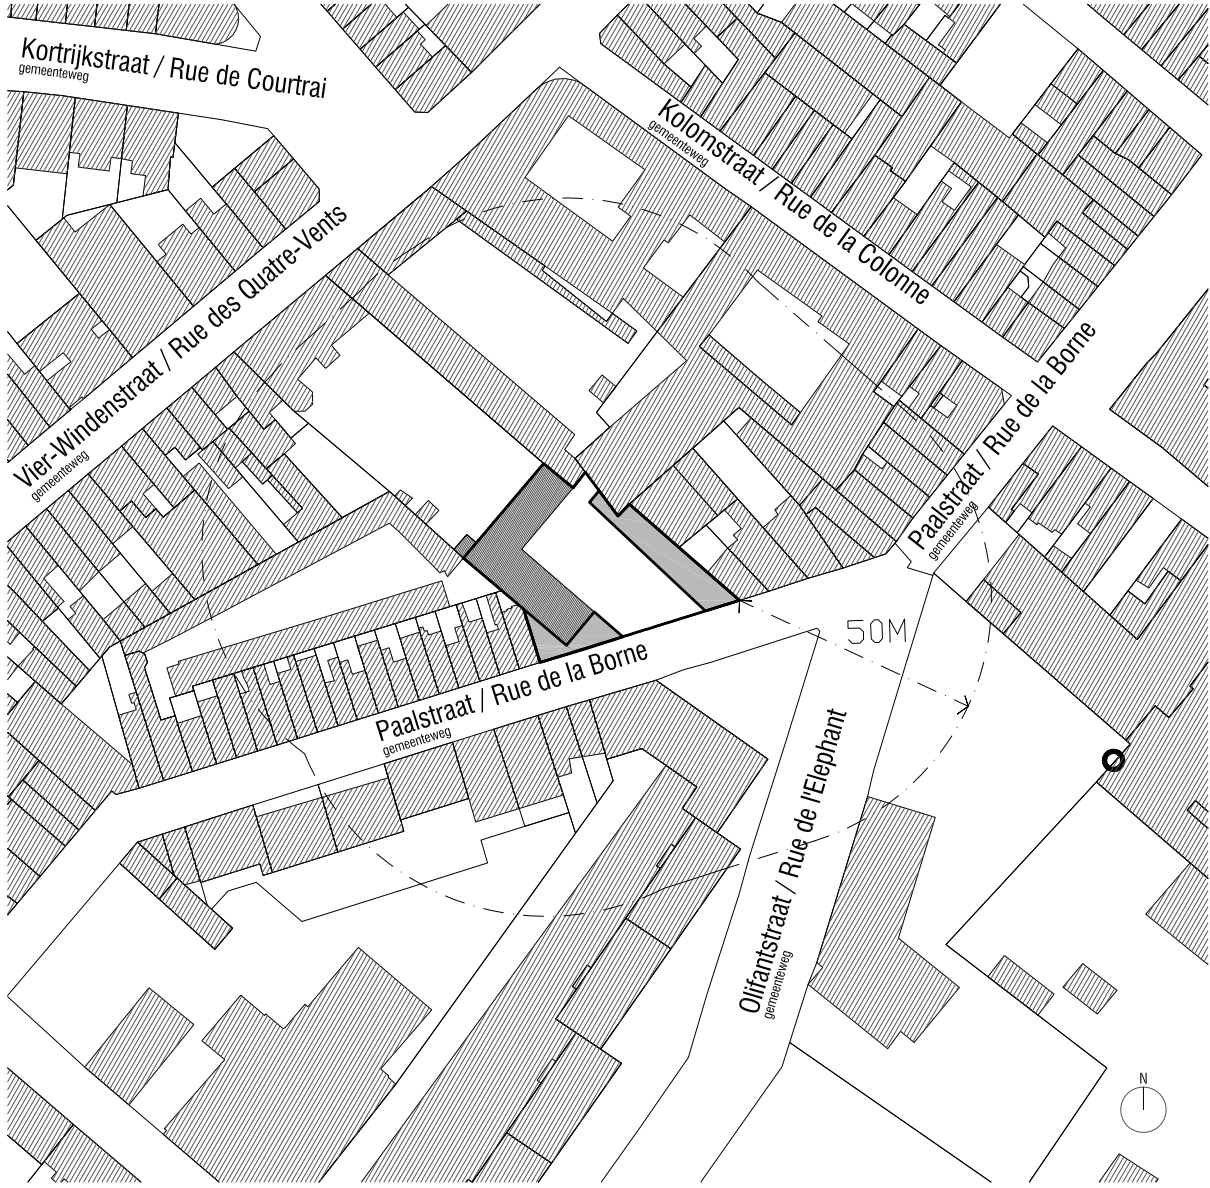 Kortrijkstraat / Rue de Courtrai
gemeenteweg
Kolomstraat / Rue de la Colonne
gemeenteweg
Vier-Windenstraat / Rue des Quatre-Vents
gemeenteweg
Paalstraat / Rue de la Borne
gemeenteweg
50M
Paalstraat / Rue de la Borne
gemeenteweg
Olifantstraat / Rue de l'Elephant
gemeenteweg
N